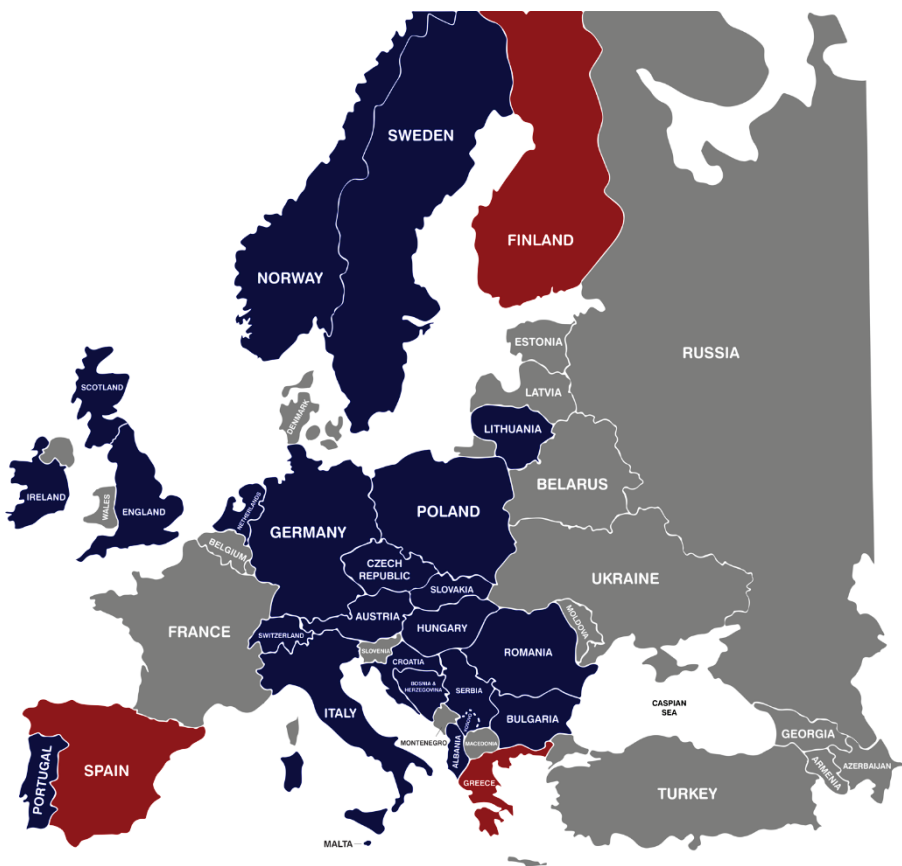 SWEDEN
FINLAND
NORWAY
ESTONIA
RUSSIA
SCOTLAND
LATVIA
DENMARK
LITHUANIA
IRELAND
WALES
ENGLAND
NETHERLANDS
BELARUS
GERMANY
POLAND
BELGIUM
CZECH
REPUBLIC
UKRAINE
SLOVAKIA
AUSTRIA
MOLDOVA
FRANCE
SWITZERLAND
HUNGARY
SLOVENIA
ROMANIA
CROATIA
BOSNIA &
HERZEGOVINA
SERBIA
CASPIAN
SEA
ITALY
KOSOVO
BULGARIA
MONTENEGRO
MACEDONIA
GEORGIA
ALBANIA
ARMENIA
AZERBAIJAN
PORTUGAL
SPAIN
GREECE
TURKEY
MALTA